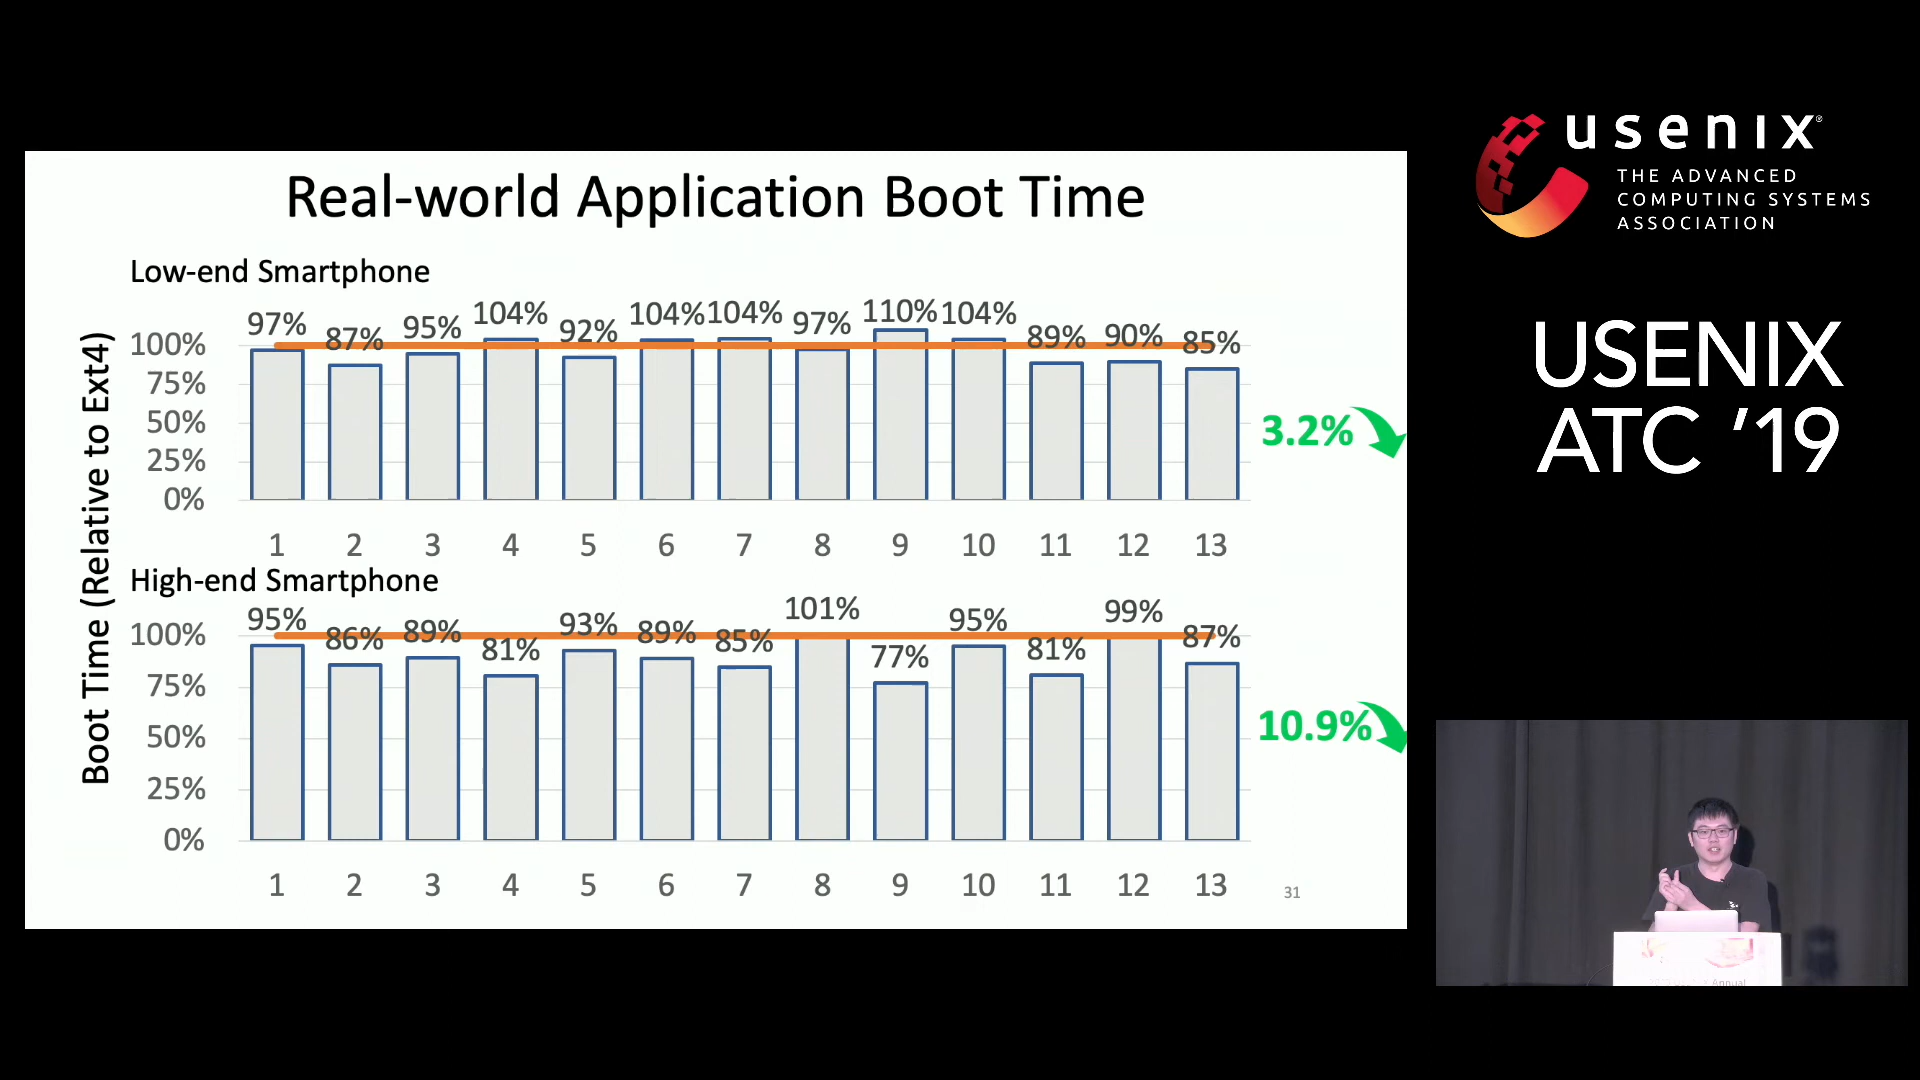 Real-world Application Boot Time
Low-end Smartphone
Boot Time (Relative to Ext4)
97% 87% 95% 104% 92% 104% 104% 97% 110% 104% 89% 90% 85%
100%
75%
50%
25%
0%
3.2%
1 2 3 4 5 6 7 8 9 10 11 12 13
High-end Smartphone
95% 86% 89% 81% 93% 89% 85% 101% 77% 95% 81% 99% 87%
100%
75%
50%
25%
0%
10.9%
1 2 3 4 5 6 7 8 9 10 11 12 13
31
usenix®
THE ADVANCED
COMPUTING SYSTEMS
ASSOCIATION
USENIX
ATC '19
Annual